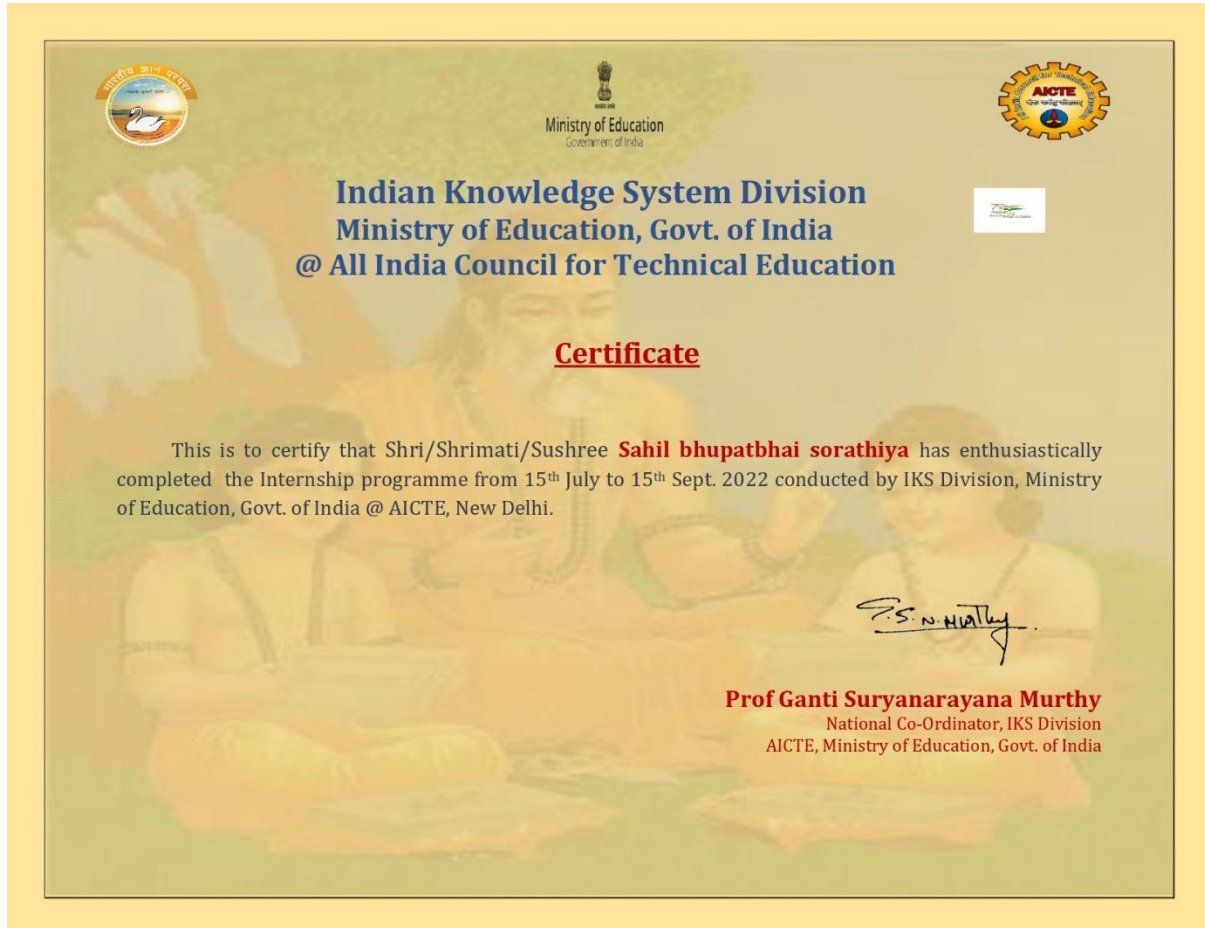 भारतीय ज्ञान परंपरा
Ministry of Education
Government of India
AICTE
Indian Knowledge System Division
Ministry of Education, Govt. of India
@ All India Council for Technical Education
Certificate
This is to certify that Shri/Shrimati/Sushree Sahil bhupatbhai sorathiya has enthusiastically
completed the Internship programme from 15th July to 15th Sept. 2022 conducted by IKS Division, Ministry
of Education, Govt. of India @ AICTE, New Delhi.
G.S.N. Murthy
Prof Ganti Suryanarayana Murthy
National Co-Ordinator, IKS Division
AICTE, Ministry of Education, Govt. of India